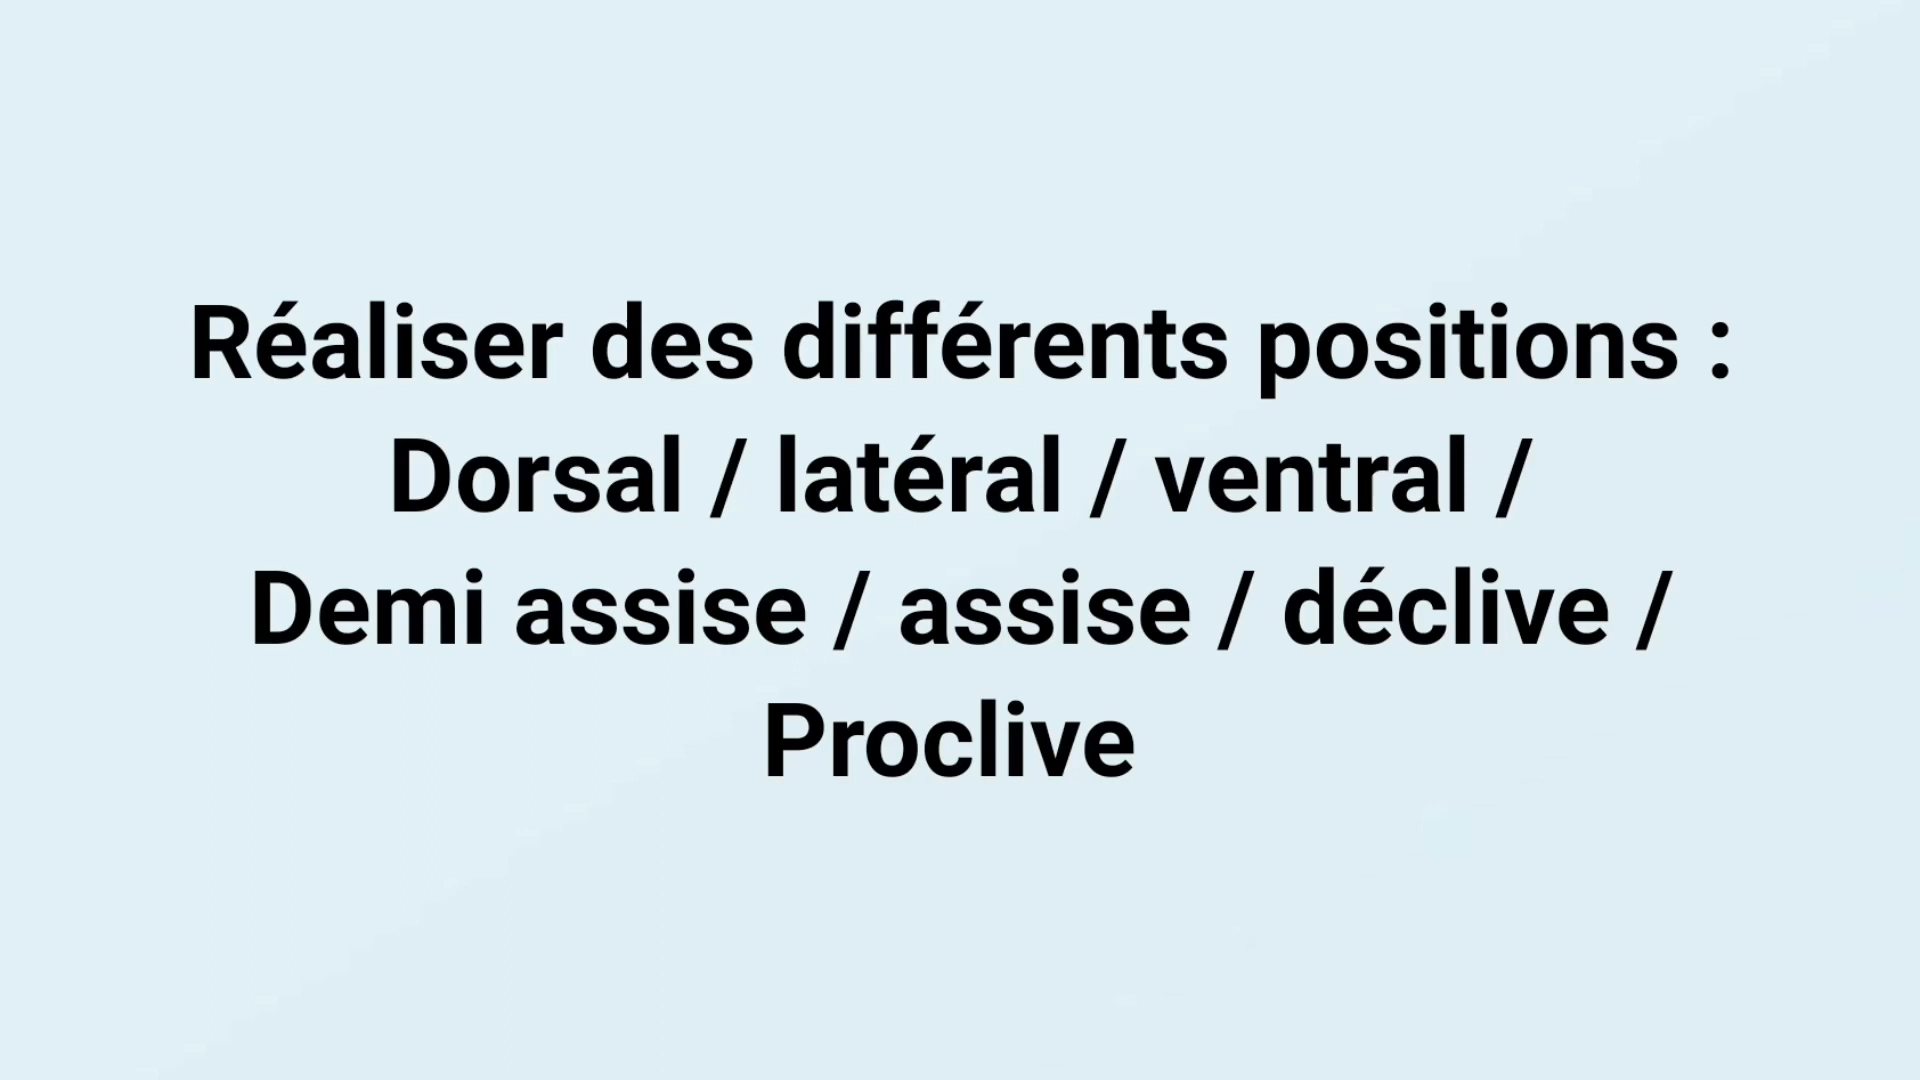 Réaliser des différents positions :
Dorsal / latéral / ventral /
Demi assise / assise / déclive /
Proclive